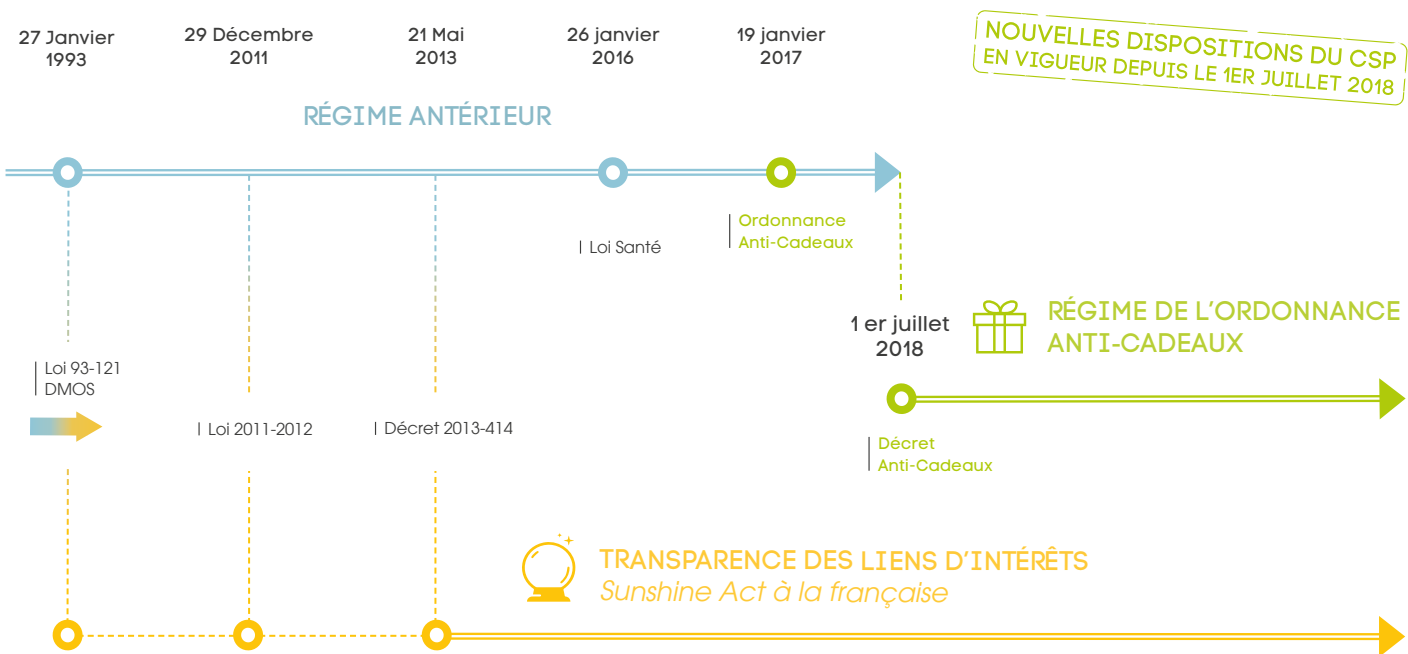 27 Janvier
1993
29 Décembre
2011
21 Mai
2013
26 janvier
2016
19 janvier
2017
NOUVELLES DISPOSITIONS DU CSP
EN VIGUEUR DEPUIS LE 1ER JUILLET 2018
RÉGIME ANTÉRIEUR
Ordonnance
Anti-Cadeaux
Loi Santé
1 er juillet
2018
RÉGIME DE L'ORDONNANCE
ANTI-CADEAUX
Loi 93-121
DMOS
Loi 2011-2012
Décret 2013-414
Décret
Anti-Cadeaux
TRANSPARENCE DES LIENS D'INTÉRÊTS
Sunshine Act à la française